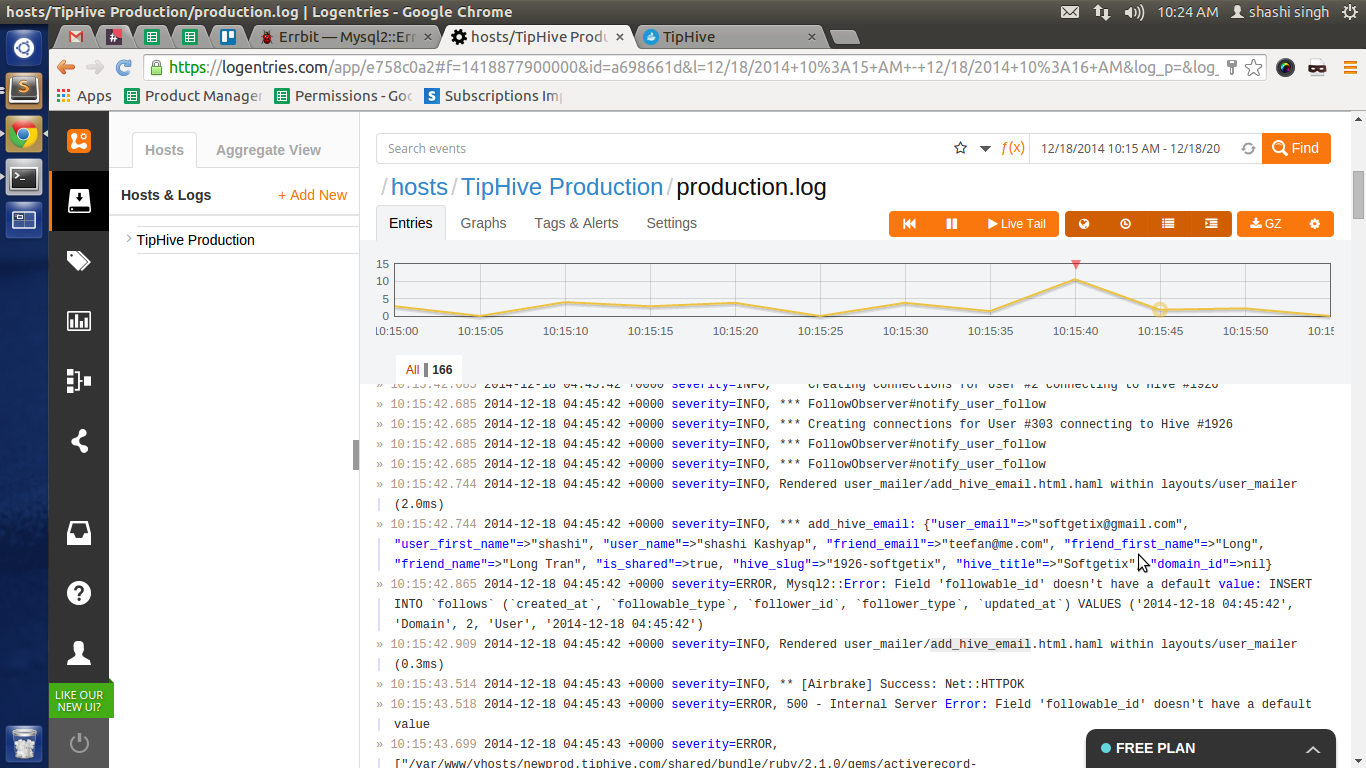 hosts/TipHive Production/production.log | Logentries - Google Chrome
10:24 AM shashi singh
Errbit — Mysql2::Err × hosts/TipHive Produ × TipHive ×
https://logentries.com/app/e758c0a2#f=1418877900000&id=a698661d&l=12/18/2014+10%3A15+AM+-+12/18/2014+10%3A16+AM&log_p=&log_
Apps Product Manager Permissions - Goo Subscriptions Imp
Hosts Aggregate View
Search events ƒ(x) 12/18/2014 10:15 AM - 12/18/20 Find
Hosts & Logs + Add New
/ hosts / TipHive Production / production.log
Entries Graphs Tags & Alerts Settings Live Tail GZ
TipHive Production
15
10
5
0
10:15:00 10:15:05 10:15:10 10:15:15 10:15:20 10:15:25 10:15:30 10:15:35 10:15:40 10:15:45 10:15:50 10:15
All 166
» 10:15:42.685 2014-12-18 04:45:42 +0000 severity=INFO, *** Creating connections for User #2 connecting to Hive #1926
» 10:15:42.685 2014-12-18 04:45:42 +0000 severity=INFO, *** FollowObserver#notify_user_follow
» 10:15:42.685 2014-12-18 04:45:42 +0000 severity=INFO, *** Creating connections for User #303 connecting to Hive #1926
» 10:15:42.685 2014-12-18 04:45:42 +0000 severity=INFO, *** FollowObserver#notify_user_follow
» 10:15:42.685 2014-12-18 04:45:42 +0000 severity=INFO, *** FollowObserver#notify_user_follow
» 10:15:42.744 2014-12-18 04:45:42 +0000 severity=INFO, Rendered user_mailer/add_hive_email.html.haml within layouts/user_mailer
(2.0ms)
» 10:15:42.744 2014-12-18 04:45:42 +0000 severity=INFO, *** add_hive_email: {"user_email"=>"softgetix@gmail.com",
"user_first_name"=>"shashi", "user_name"=>"shashi Kashyap", "friend_email"=>"teefan@me.com", "friend_first_name"=>"Long",
"friend_name"=>"Long Tran", "is_shared"=>true, "hive_slug"=>"1926-softgetix", "hive_title"=>"Softgetix", "domain_id"=>nil}
» 10:15:42.865 2014-12-18 04:45:42 +0000 severity=ERROR, Mysql2::Error: Field 'followable_id' doesn't have a default value: INSERT
INTO `follows` (`created_at`, `followable_type`, `follower_id`, `follower_type`, `updated_at`) VALUES ('2014-12-18 04:45:42',
'Domain', 2, 'User', '2014-12-18 04:45:42')
» 10:15:42.909 2014-12-18 04:45:42 +0000 severity=INFO, Rendered user_mailer/add_hive_email.html.haml within layouts/user_mailer
(0.3ms)
» 10:15:43.514 2014-12-18 04:45:43 +0000 severity=INFO, ** [Airbrake] Success: Net::HTTPOK
» 10:15:43.518 2014-12-18 04:45:43 +0000 severity=ERROR, 500 - Internal Server Error: Field 'followable_id' doesn't have a default
value
» 10:15:43.699 2014-12-18 04:45:43 +0000 severity=ERROR,
["/var/www/vhosts/newprod.tiphive.com/shared/bundle/ruby/2.1.0/gems/activerecord-
LIKE OUR
NEW UI?
FREE PLAN